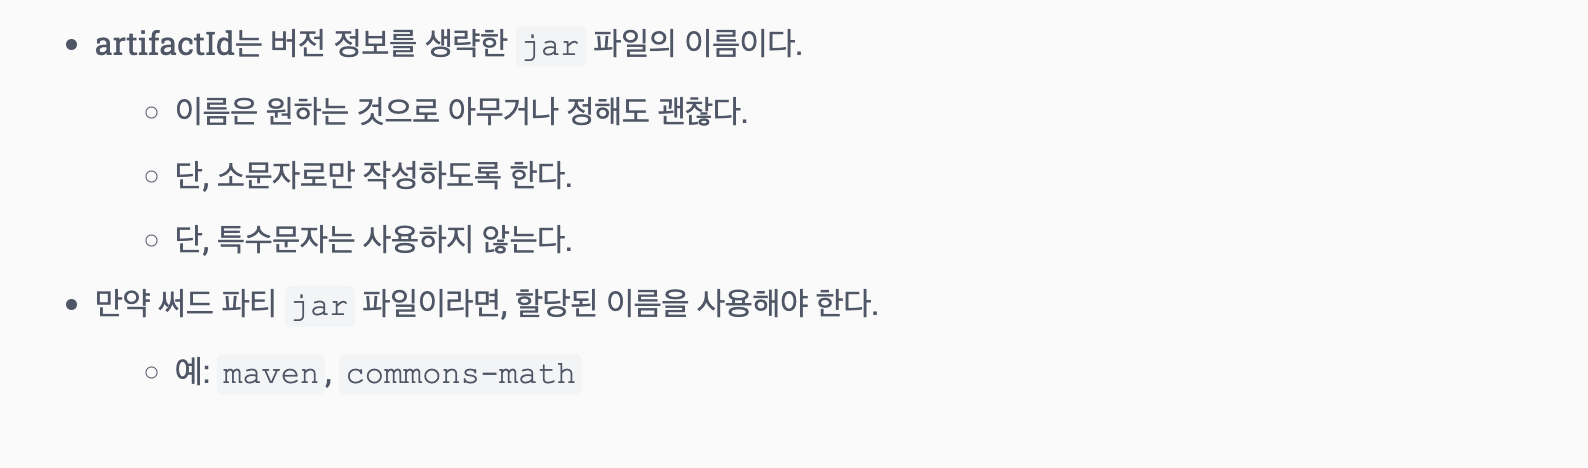 artifactId는 버전 정보를 생략한 jar 파일의 이름이다.
이름은 원하는 것으로 아무거나 정해도 괜찮다.
단, 소문자로만 작성하도록 한다.
단, 특수문자는 사용하지 않는다.
만약 써드 파티 jar 파일이라면, 할당된 이름을 사용해야 한다.
예: maven, commons-math